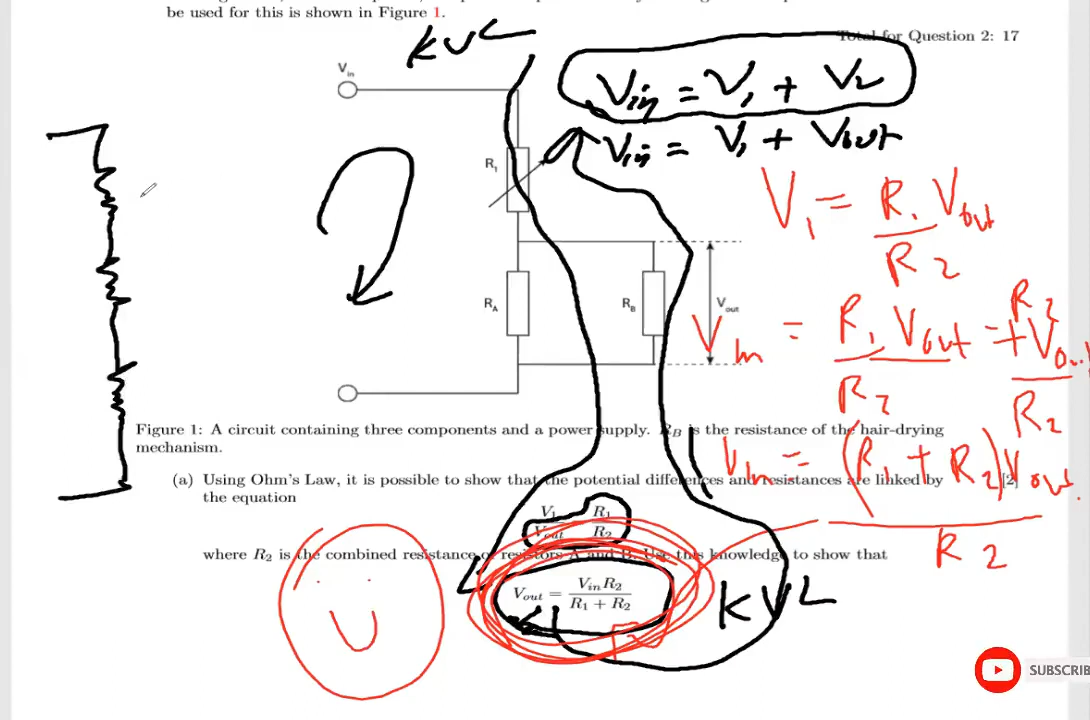 be used for this is shown in Figure 1.
Total for Question 2: 17
KVL
V_in
V_in = V_1 + V_2
V_in = V_1 + V_out
R_1
V_1 = R_1 V_out / R_2
R_A
R_B
V_out
V_in = R_1 V_out / R_2 = + R_2 V_out / R_2
Figure 1: A circuit containing three components and a power supply. R_B is the resistance of the hair-drying
mechanism.
V_in = (R_1 + R_2) V_out / R_2
(a) Using Ohm's Law, it is possible to show that the potential differences and resistances are linked by [2]
the equation
V_1 / V_out = R_1 / R_2
where R_2 is the combined resistance of resistors A and B. Use this knowledge to show that
V_out = V_in R_2 / R_1 + R_2
KVL
SUBSCRIB